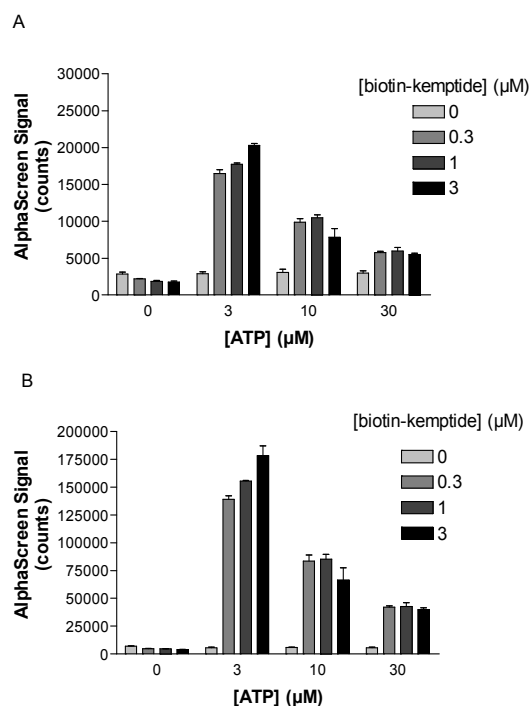 A
[biotin-kemptide] (µM)
0
0.3
1
3
AlphaScreen Signal
(counts)
30000
25000
20000
15000
10000
5000
0
0 3 10 30
[ATP] (µM)
B
[biotin-kemptide] (µM)
0
0.3
1
3
AlphaScreen Signal
(counts)
200000
175000
150000
125000
100000
75000
50000
25000
0
0 3 10 30
[ATP] (µM)